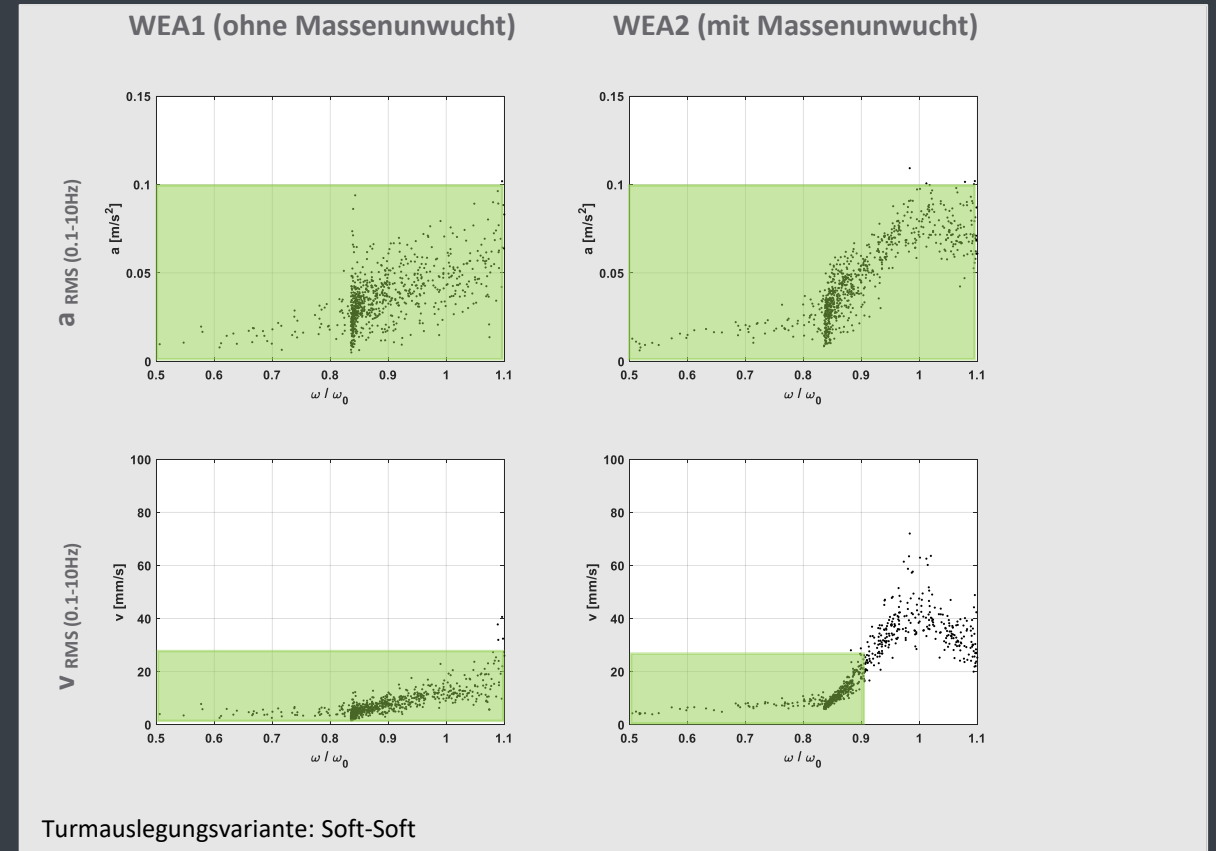 WEA1 (ohne Massenunwucht) WEA2 (mit Massenunwucht)
a RMS (0.1-10Hz)
a [m/s²]
0.15
0.1
0.05
0
0.5 0.6 0.7 0.8 0.9 1 1.1
ω / ω₀
a [m/s²]
0.15
0.1
0.05
0
0.5 0.6 0.7 0.8 0.9 1 1.1
ω / ω₀
v RMS (0.1-10Hz)
v [mm/s]
100
80
60
40
20
0
0.5 0.6 0.7 0.8 0.9 1 1.1
ω / ω₀
v [mm/s]
100
80
60
40
20
0
0.5 0.6 0.7 0.8 0.9 1 1.1
ω / ω₀
Turmauslegungsvariante: Soft-Soft